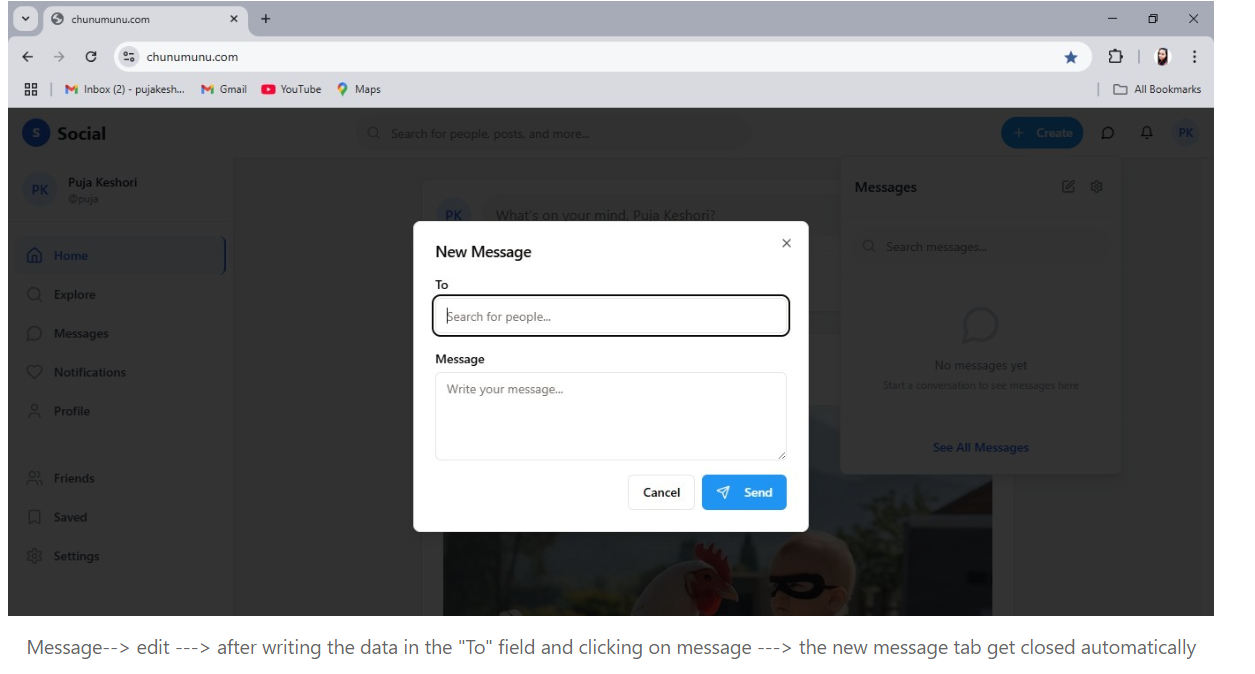 chunumunu.com
chunumunu.com
Inbox (2) - pujakesh... Gmail YouTube Maps All Bookmarks
S Social Search for people, posts, and more... + Create PK
PK Puja Keshori
@puja
Home
Explore
Messages
Notifications
Profile
Friends
Saved
Settings
PK What's on your mind, Puja Keshori?
New Message
To
Search for people...
Message
Write your message...
Cancel Send
Messages
Search messages...
No messages yet
Start a conversation to see messages here
See All Messages
Message--> edit ---> after writing the data in the "To" field and clicking on message ---> the new message tab get closed automatically